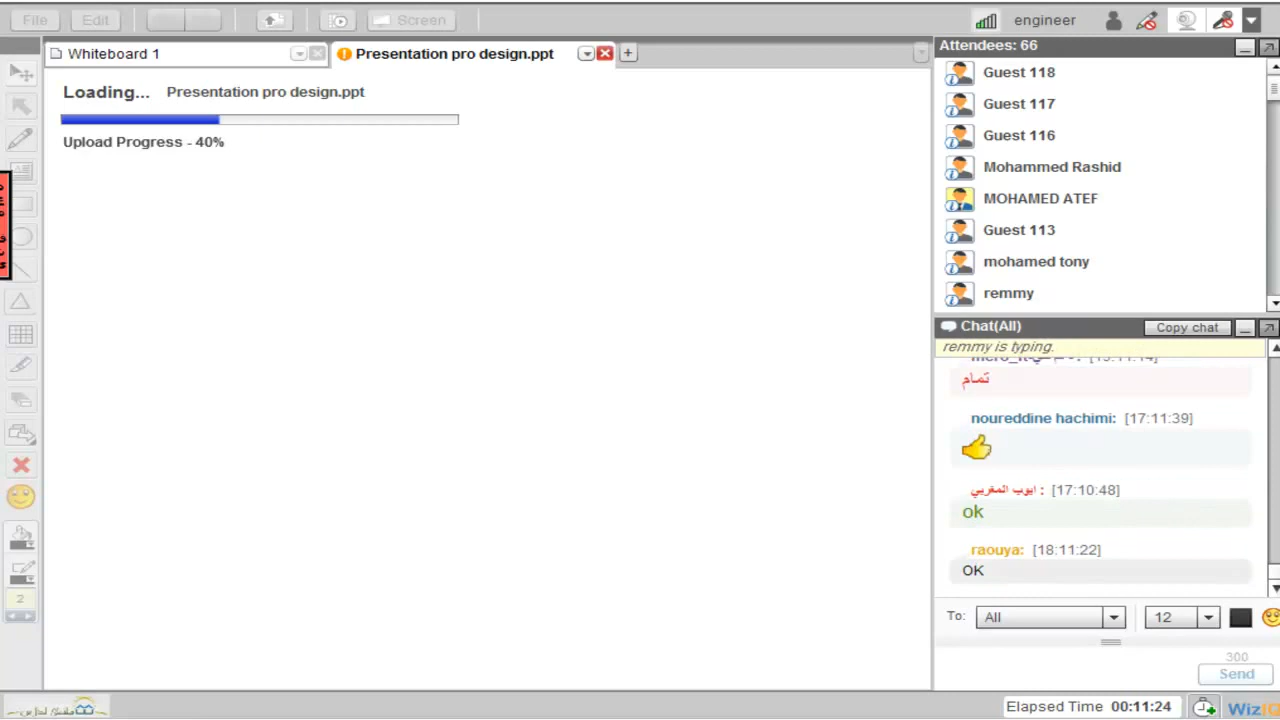 File Edit Screen engineer
Whiteboard 1 Presentation pro design.ppt
Loading... Presentation pro design.ppt
Upload Progress - 40%
Attendees: 66
Guest 118
Guest 117
Guest 116
Mohammed Rashid
MOHAMED ATEF
Guest 113
mohamed tony
remmy
Chat(All) Copy chat
remmy is typing.
تمام
noureddine hachimi: [17:11:39]
ايوب المغربي : [17:10:48]
ok
raouya: [18:11:22]
OK
To: All 12
300
Send
2
Elapsed Time 00:11:24